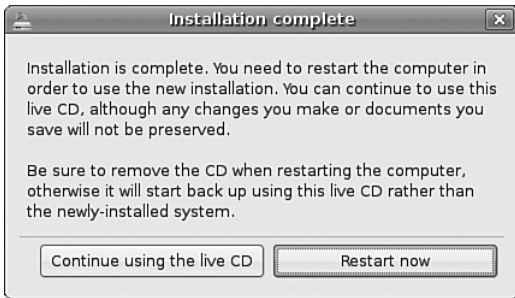 Installation complete
Installation is complete. You need to restart the computer in
order to use the new installation. You can continue to use this
live CD, although any changes you make or documents you
save will not be preserved.
Be sure to remove the CD when restarting the computer,
otherwise it will start back up using this live CD rather than
the newly-installed system.
Continue using the live CD
Restart now